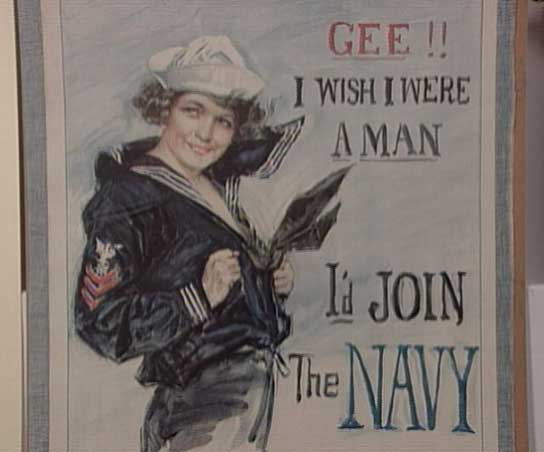 GEE !!
I WISH I WERE
A MAN
I'd JOIN
The NAVY